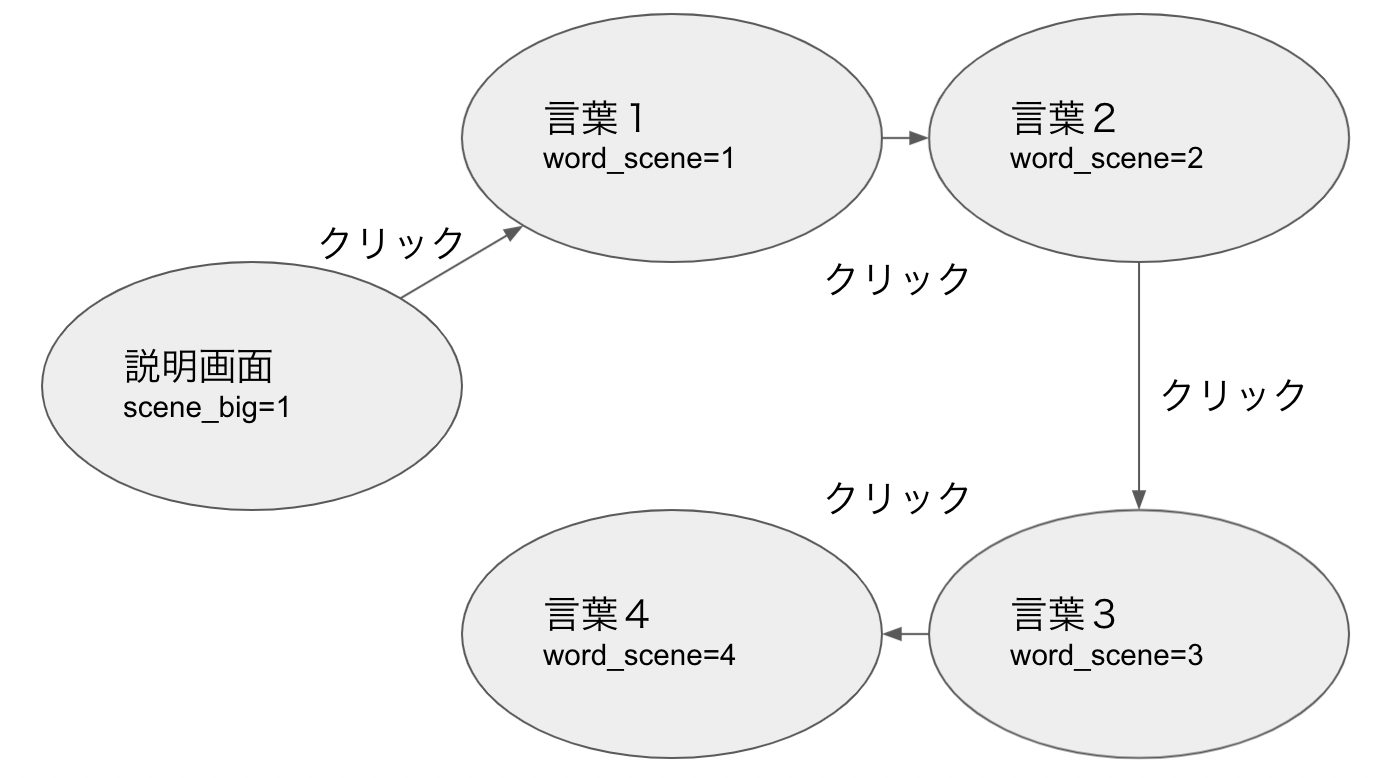 言葉１
word_scene=1
言葉２
word_scene=2
クリック
クリック
説明画面
scene_big=1
クリック
クリック
言葉４
word_scene=4
言葉３
word_scene=3